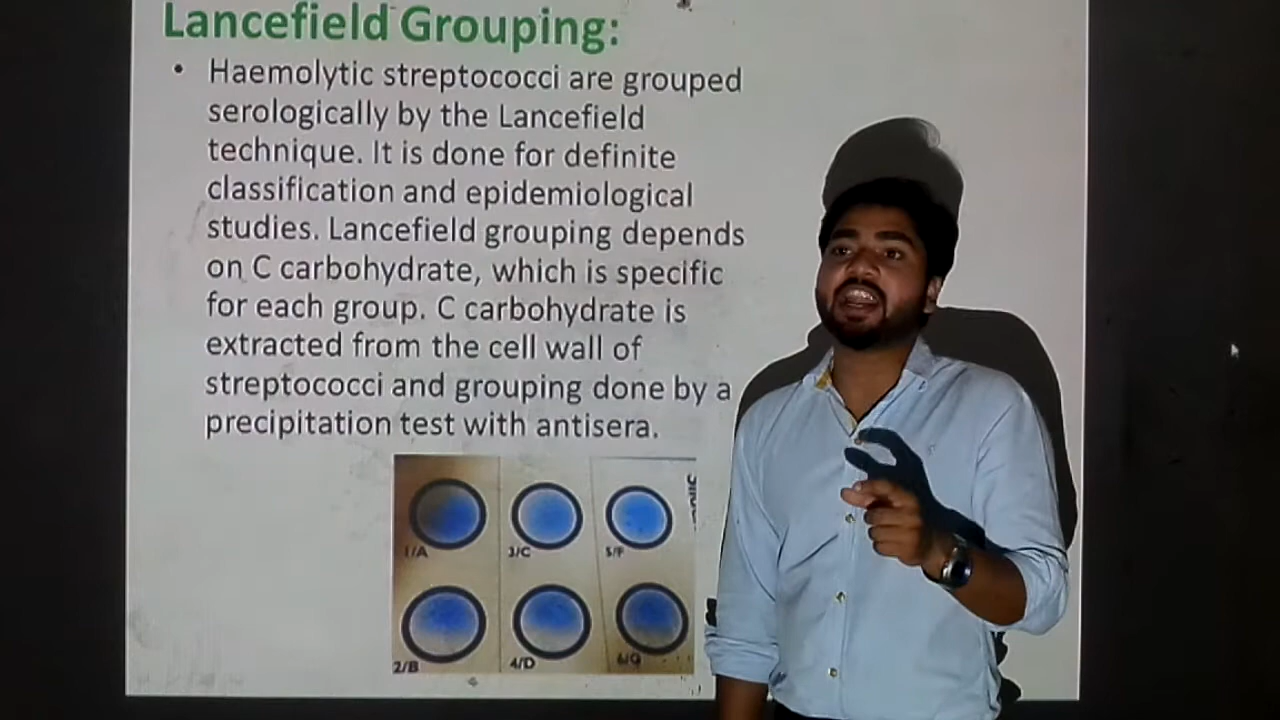 Lancefield Grouping:
• Haemolytic streptococci are grouped
serologically by the Lancefield
technique. It is done for definite
classification and epidemiological
studies. Lancefield grouping depends
on C carbohydrate, which is specific
for each group. C carbohydrate is
extracted from the cell wall of
streptococci and grouping done by a
precipitation test with antisera.
1/A 3/C 5/F
2/B 4/D 6/G